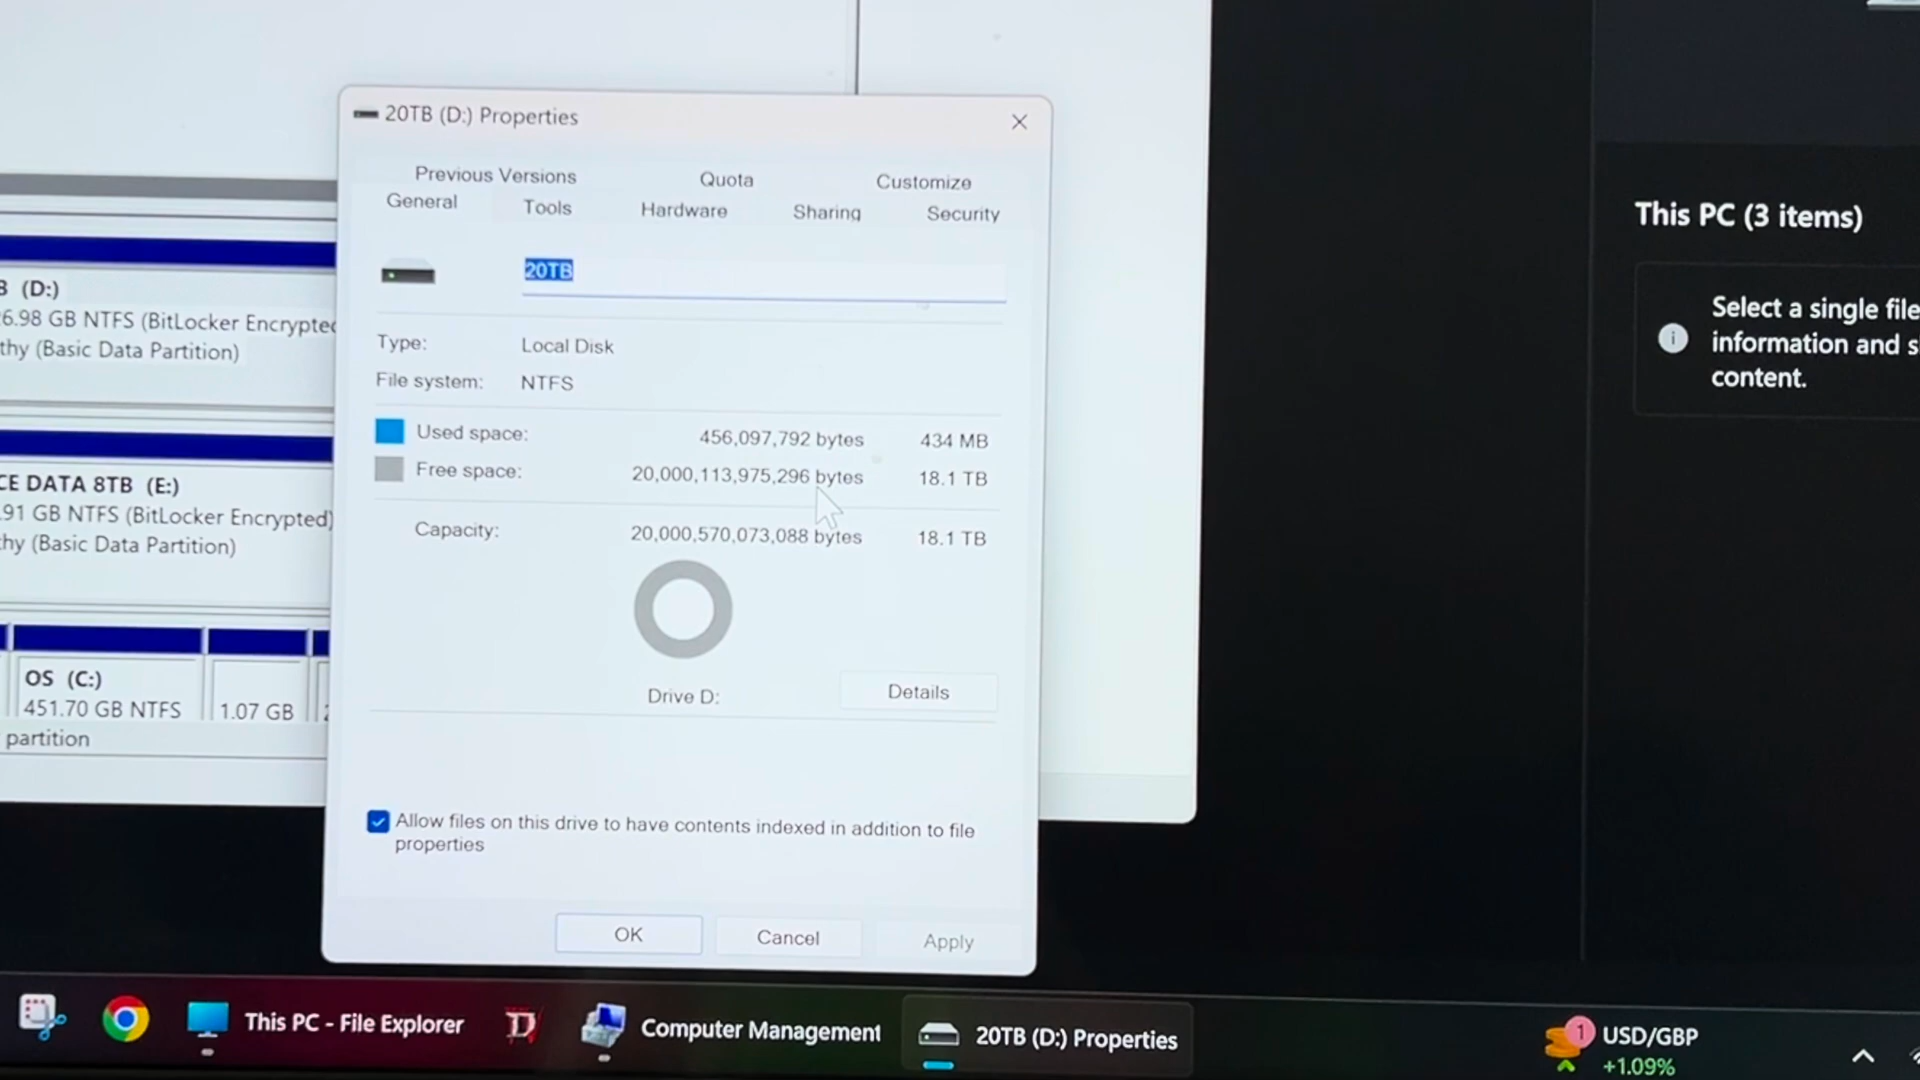 20TB (D:) Properties
Previous Versions
Quota
Customize
General
Tools
Hardware
Sharing
Security
20TB
Type:
Local Disk
File system:
NTFS
Used space:
456,097,792 bytes
434 MB
Free space:
20,000,113,975,296 bytes
18.1 TB
Capacity:
20,000,570,073,088 bytes
18.1 TB
Drive D:
Details
Allow files on this drive to have contents indexed in addition to file
properties
OK
Cancel
Apply
B (D:)
6.98 GB NTFS (BitLocker Encrypted
thy (Basic Data Partition)
CE DATA 8TB (E:)
.91 GB NTFS (BitLocker Encrypted)
hy (Basic Data Partition)
OS (C:)
451.70 GB NTFS
1.07 GB
partition
This PC (3 items)
Select a single file
information and s
content.
This PC - File Explorer
Computer Management
20TB (D:) Properties
1
USD/GBP
+1.09%